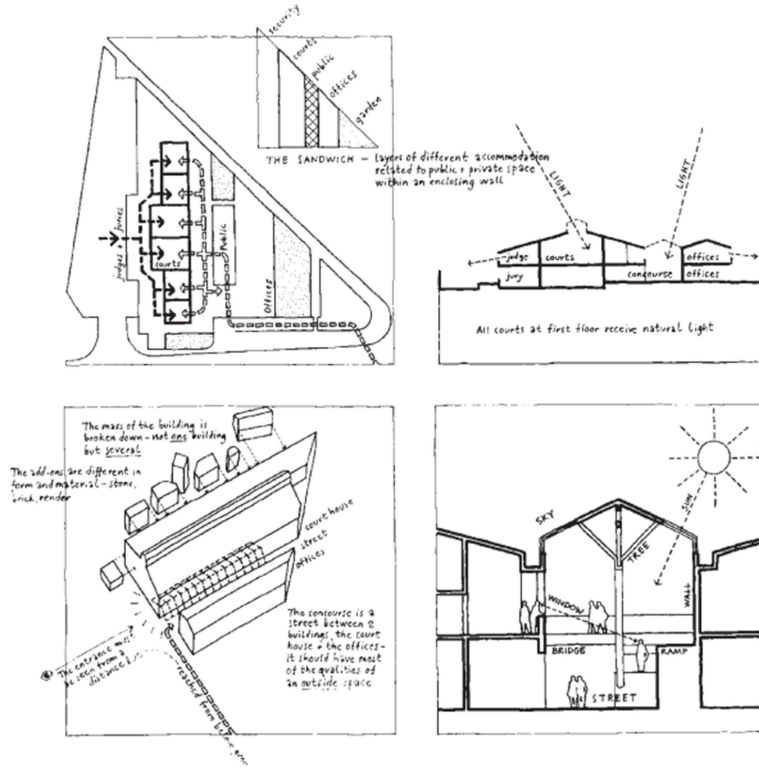 security
courts
public
offices
garden
THE SANDWICH – layers of different accommodation
related to public + private space
within an enclosing wall
judges + juries
courts
Public
Offices
LIGHT
LIGHT
judge
courts
offices
jury
concourse
offices
All courts at first floor receive natural light
The mass of the building is
broken down – not one building
but several
The add-ons are different in
form and material – stone,
brick, render
court house
street
offices
The concourse is a
street between 2
buildings, the court
house + the offices –
it should have most
of the qualities of
an outside space
The entrance must
be seen from a
distance &
reached from below
SKY
SUN
TREE
WINDOW
WALL
BRIDGE
RAMP
STREET